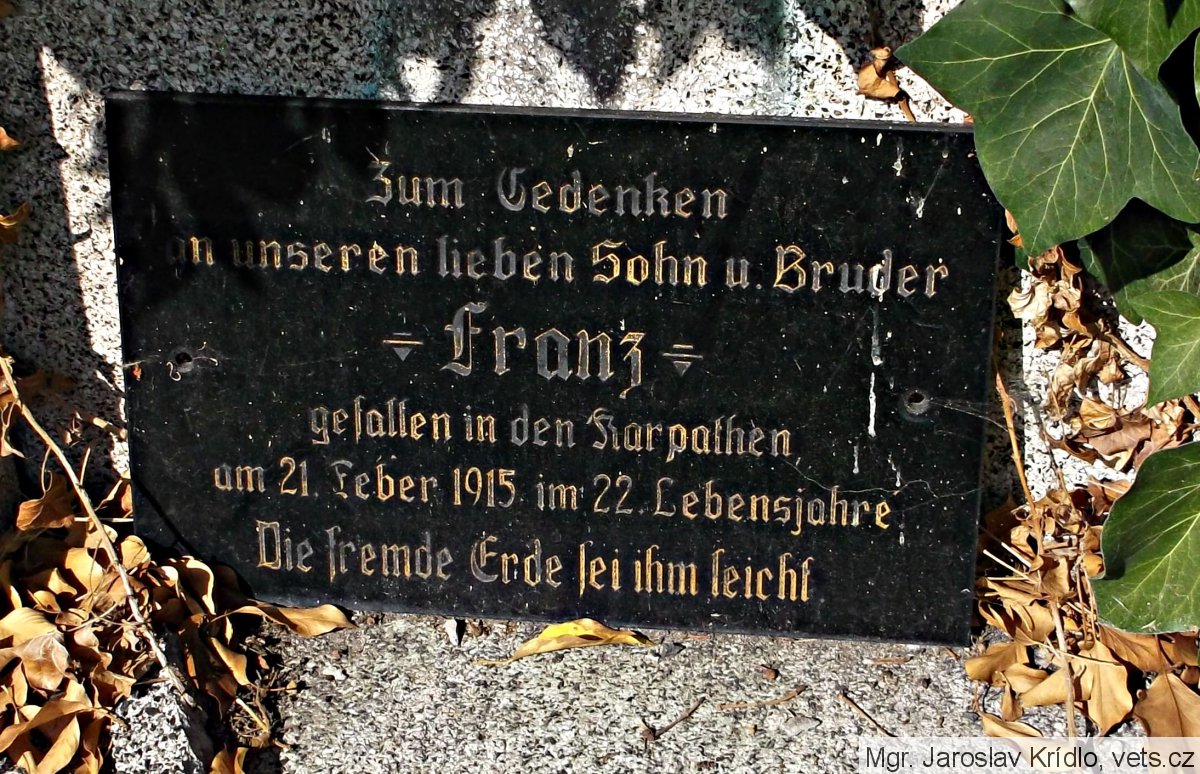 Zum Gedenken
an unseren lieben Sohn u. Bruder
Franz
gefallen in den Karpathen,
am 21. Feber 1915 im 22. Lebensjahre
Die fremde Erde sei ihm leicht
Mgr. Jaroslav Krídlo, vets.cz